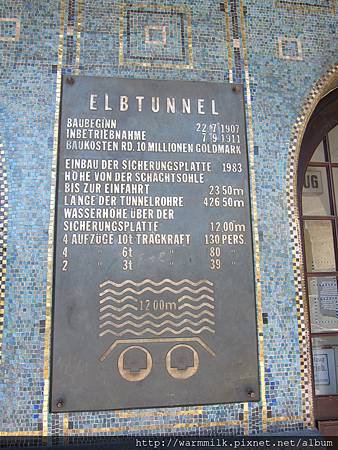 ELBTUNNEL
BAUBEGINN 22/7 1907
INBETRIEBNAHME 7/9 1911
BAUKOSTEN RD. 10 MILLIONEN GOLDMARK
EINBAU DER SICHERUNGSPLATTE 1983
HÖHE VON DER SCHACHTSOHLE
BIS ZUR EINFAHRT 23.50m
LÄNGE DER TUNNELRÖHRE 426.50m
WASSERHÖHE ÜBER DER
SICHERUNGSPLATTE 12.00m
4 AUFZÜGE 10t TRAGKRAFT 130 PERS.
4 " 6t " 80 "
2 " 3t " 39 "
12.00m
UG
http://warmmilk.pixnet.net/album